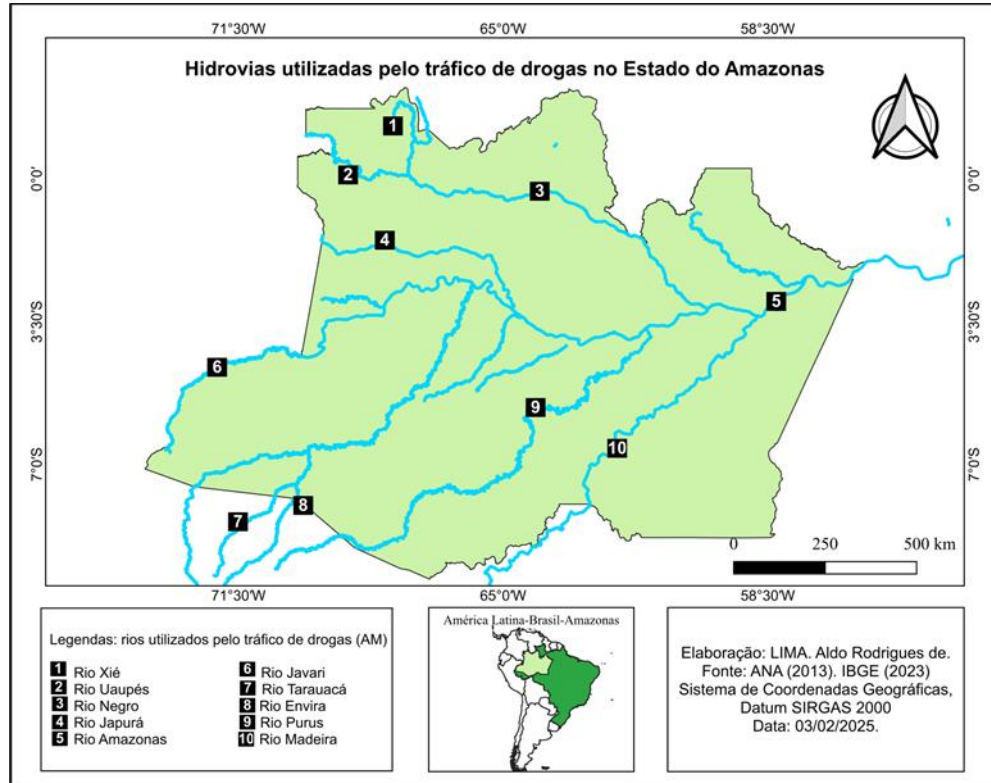 71°30'W 65°0'W 58°30'W
Hidrovias utilizadas pelo tráfico de drogas no Estado do Amazonas
1
2
3
4
5
6
7
8
9
10
0°0' 0°0'
3°30'S 3°30'S
7°0'S 7°0'S
0 250 500 km
71°30'W 65°0'W 58°30'W
Legendas: rios utilizados pelo tráfico de drogas (AM)
1 Rio Xié
2 Rio Uaupés
3 Rio Negro
4 Rio Japurá
5 Rio Amazonas
6 Rio Javari
7 Rio Tarauacá
8 Rio Envira
9 Rio Purus
10 Rio Madeira
América Latina-Brasil-Amazonas
Elaboração: LIMA. Aldo Rodrigues de.
Fonte: ANA (2013). IBGE (2023)
Sistema de Coordenadas Geográficas,
Datum SIRGAS 2000
Data: 03/02/2025.